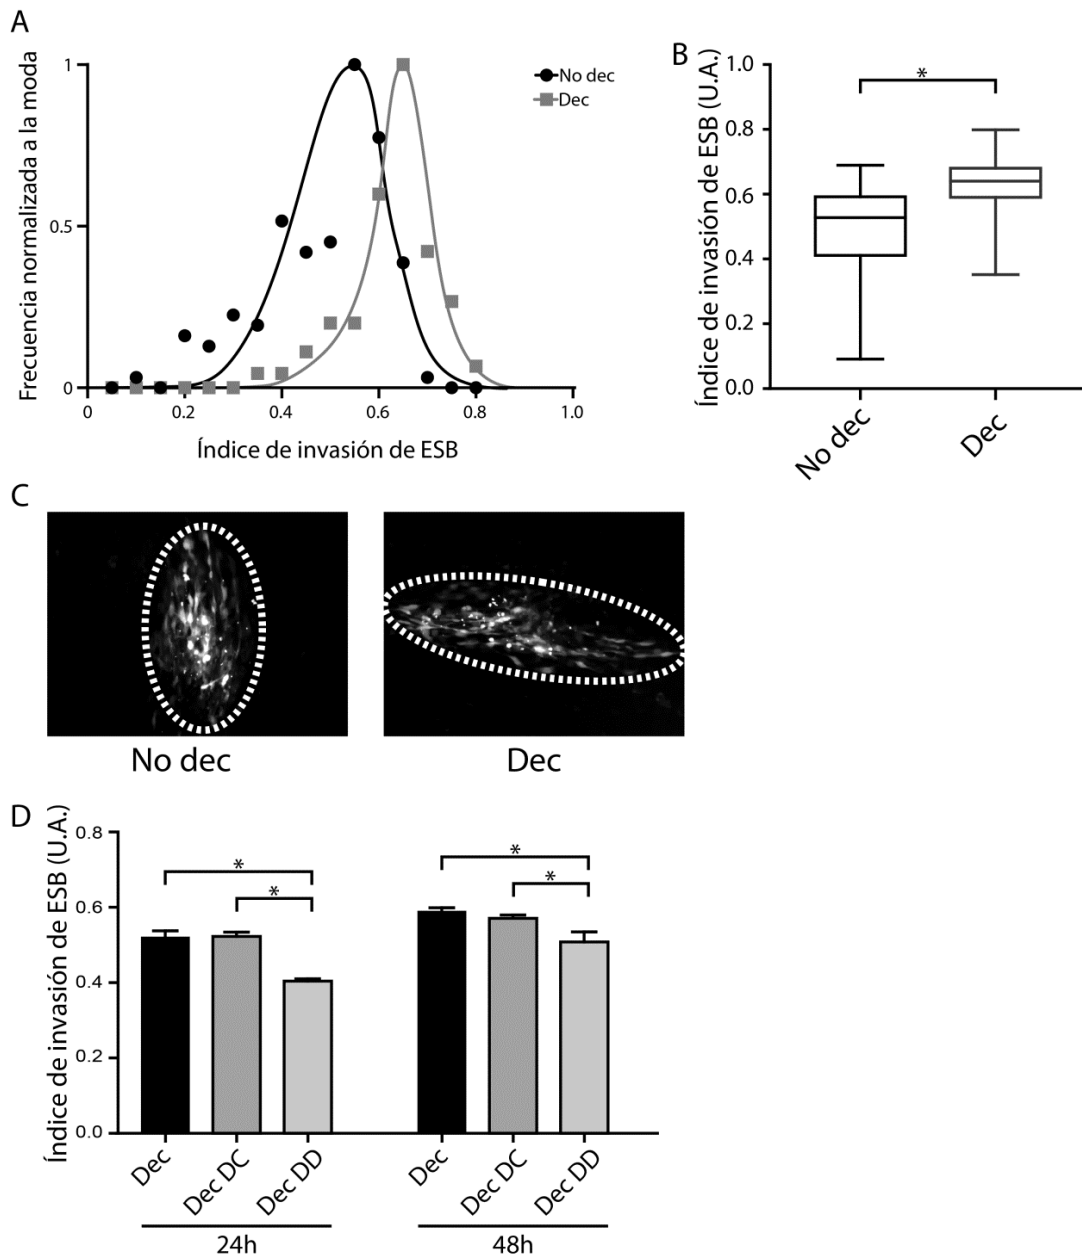 A
Frecuencia normalizada a la moda
1
0.5
0
0 0.2 0.4 0.6 0.8 1.0
Índice de invasión de ESB
No dec
Dec
B
Índice de invasión de ESB (U.A.)
1.0
0.8
0.6
0.4
0.2
0.0
*
No dec
Dec
C
No dec
Dec
D
Índice de invasión de ESB (U.A.)
0.8
0.6
0.4
0.2
0.0
*
*
*
*
Dec
Dec DC
Dec DD
24h
Dec
Dec DC
Dec DD
48h